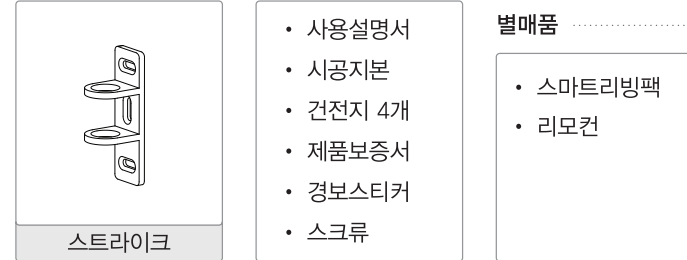 스트라이크
• 사용설명서
• 시공지본
• 건전지 4개
• 제품보증서
• 경보스티커
• 스크류
별매품
• 스마트리빙팩
• 리모컨